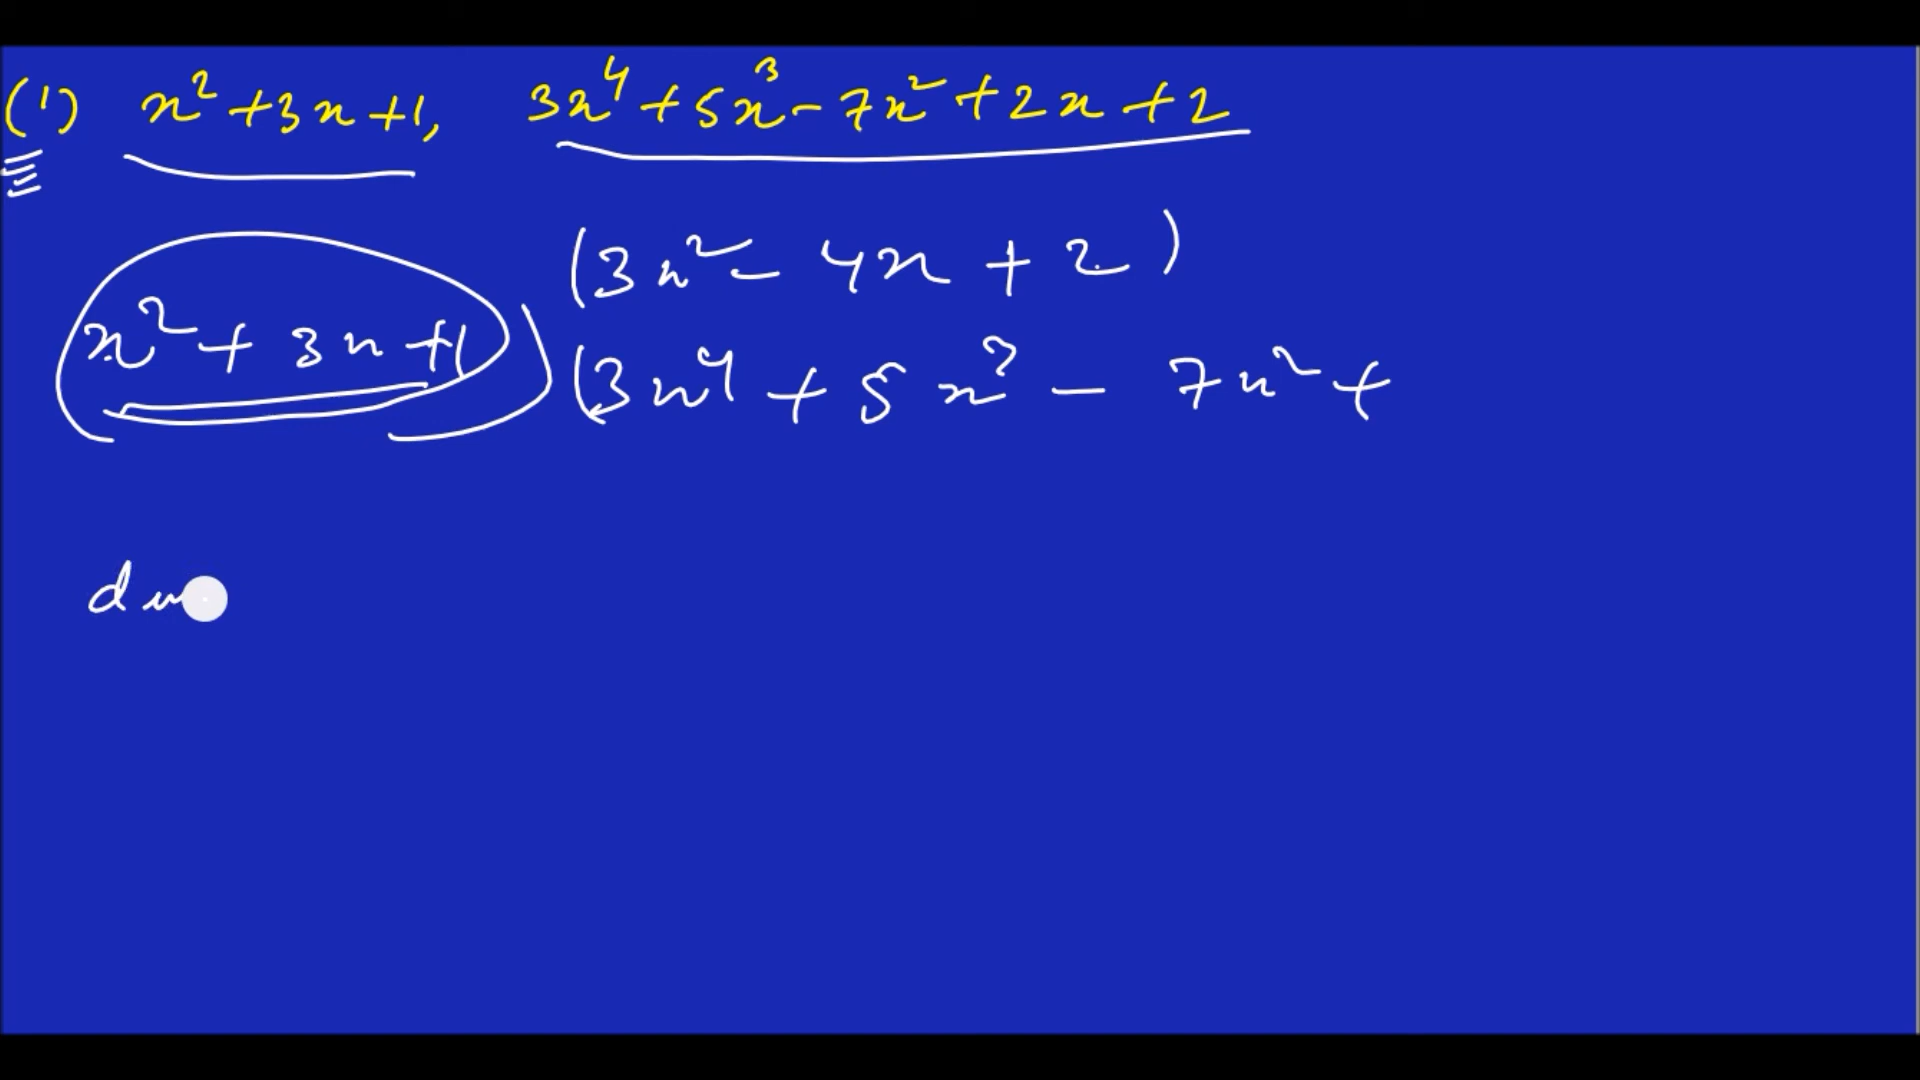 (1) x² + 3x + 1, 3x⁴ + 5x³ - 7x² + 2x + 2
(3x² - 4x + 2)
x² + 3x + 1) (3x⁴ + 5x³ - 7x² +